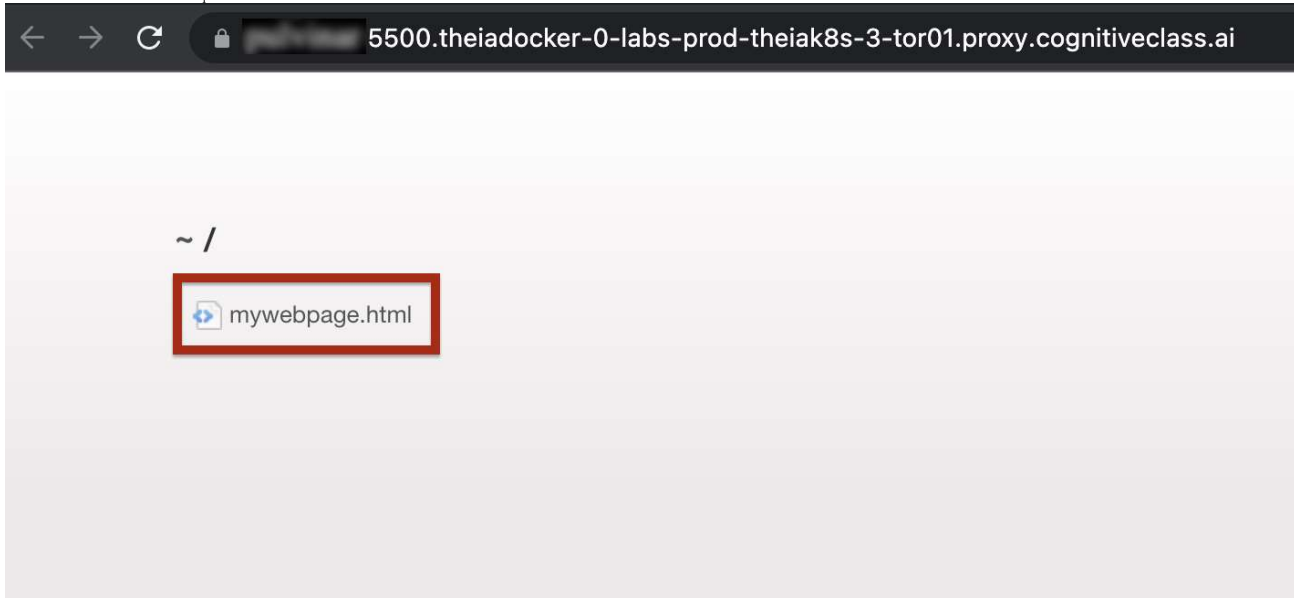 5500.theiadocker-0-labs-prod-theiak8s-3-tor01.proxy.cognitiveclass.ai
~ /
mywebpage.html